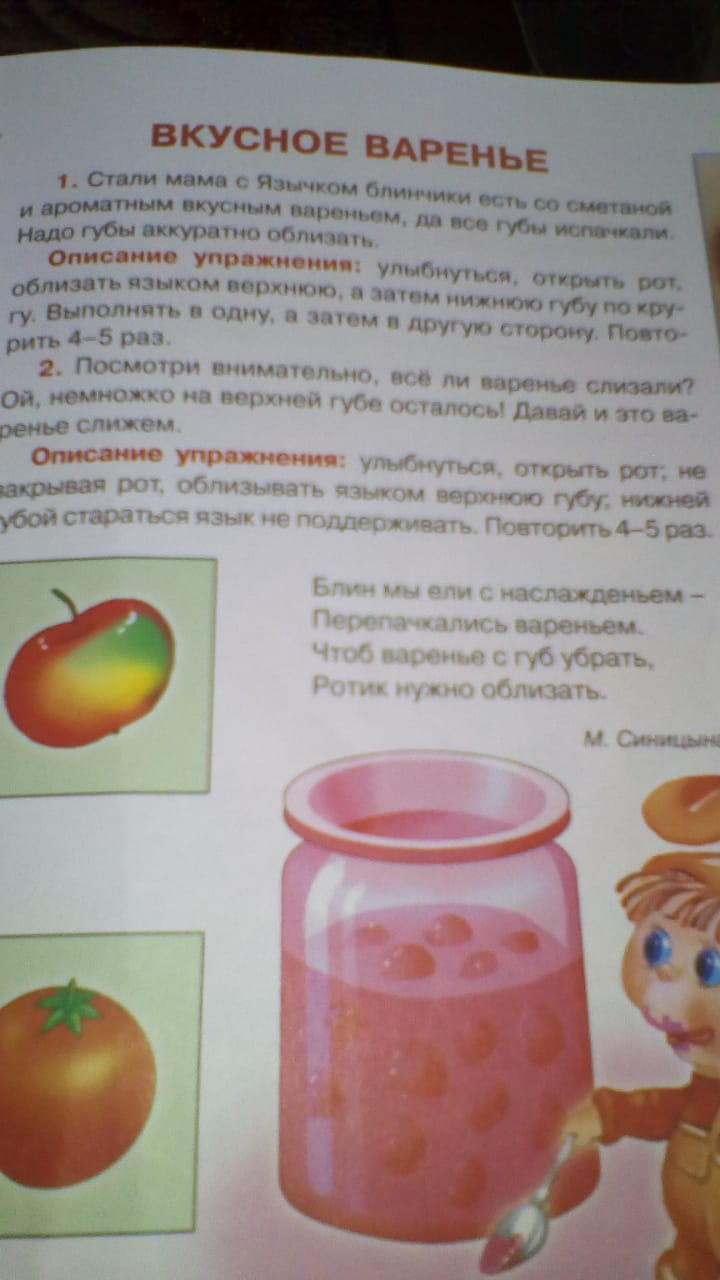 ВКУСНОЕ ВАРЕНЬЕ
1. Стали мама с Язычком блинчики есть со сметаной
и ароматным вкусным вареньем, да все губы испачкали.
Надо губы аккуратно облизать.
Описание упражнения: улыбнуться, открыть рот,
облизать языком верхнюю, а затем нижнюю губу по кру-
гу. Выполнять в одну, а затем в другую сторону. Повто-
рить 4–5 раз.
2. Посмотри внимательно, всё ли варенье слизали?
Ой, немножко на верхней губе осталось! Давай и это ва-
ренье слижем.
Описание упражнения: улыбнуться, открыть рот; не
закрывая рот, облизывать языком верхнюю губу; нижней
губой стараться язык не поддерживать. Повторить 4–5 раз.
Блин мы ели с наслажденьем –
Перепачкались вареньем.
Чтоб варенье с губ убрать,
Ротик нужно облизать.
М. Синицына